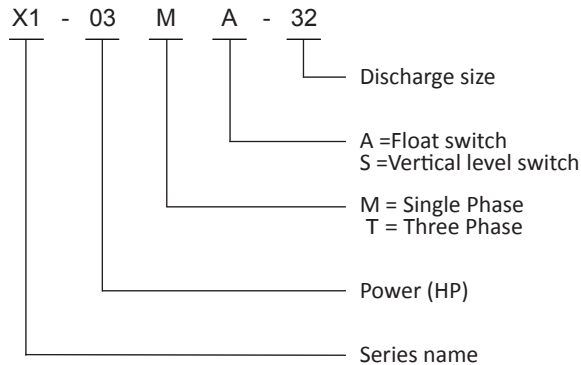 X1 - 03 M A - 32
Discharge size
A =Float switch
S =Vertical level switch
M = Single Phase
T = Three Phase
Power (HP)
Series name